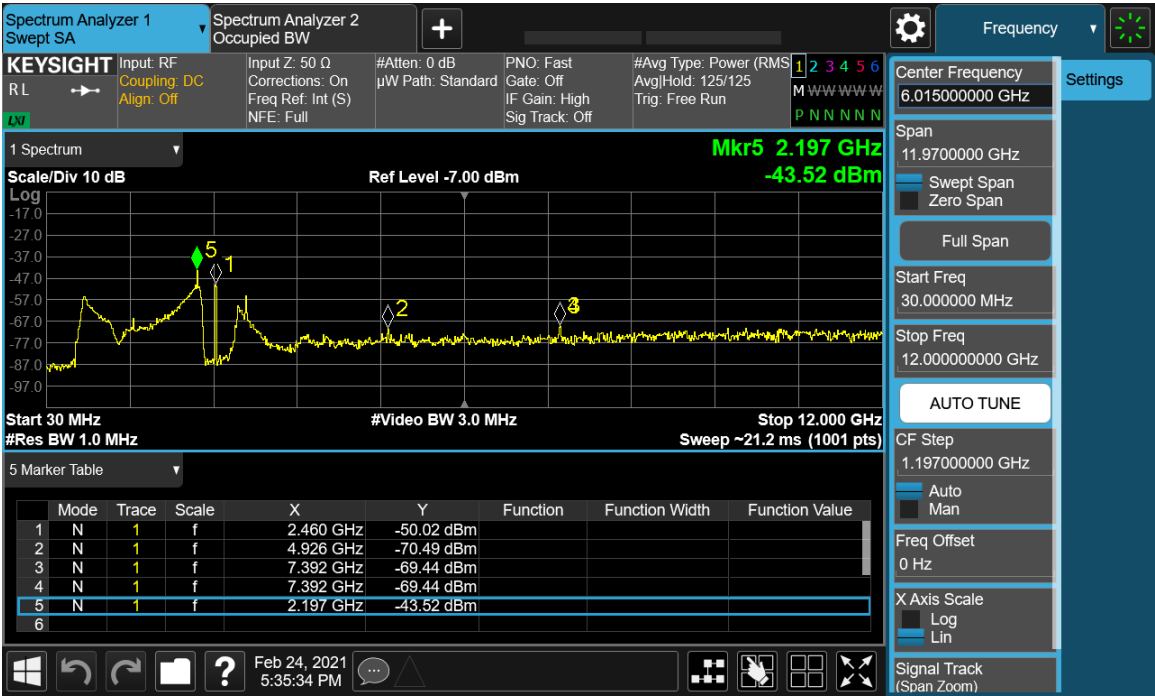 Spectrum Analyzer 1
Swept SA
Spectrum Analyzer 2
Occupied BW
Frequency
KEYSIGHT
R L
LXI
Input: RF
Coupling: DC
Align: Off
Input Z: 50 Ω
Corrections: On
Freq Ref: Int (S)
NFE: Full
#Atten: 0 dB
µW Path: Standard
PNO: Fast
Gate: Off
IF Gain: High
Sig Track: Off
#Avg Type: Power (RMS
Avg|Hold: 125/125
Trig: Free Run
1 2 3 4 5 6
M W W W W W
P N N N N N
1 Spectrum
Mkr5 2.197 GHz
-43.52 dBm
Scale/Div 10 dB
Ref Level -7.00 dBm
Log
-17.0
-27.0
-37.0
-47.0
-57.0
-67.0
-77.0
-87.0
-97.0
5
1
2
Start 30 MHz
#Video BW 3.0 MHz
Stop 12.000 GHz
#Res BW 1.0 MHz
Sweep ~21.2 ms (1001 pts)
5 Marker Table
Mode Trace Scale X Y Function Function Width Function Value
1 N 1 f 2.460 GHz -50.02 dBm
2 N 1 f 4.926 GHz -70.49 dBm
3 N 1 f 7.392 GHz -69.44 dBm
4 N 1 f 7.392 GHz -69.44 dBm
5 N 1 f 2.197 GHz -43.52 dBm
6
?
Feb 24, 2021
5:35:34 PM
Center Frequency
6.015000000 GHz
Span
11.9700000 GHz
Swept Span
Zero Span
Full Span
Start Freq
30.000000 MHz
Stop Freq
12.000000000 GHz
AUTO TUNE
CF Step
1.197000000 GHz
Auto
Man
Freq Offset
0 Hz
X Axis Scale
Log
Lin
Signal Track
(Span Zoom)
Settings